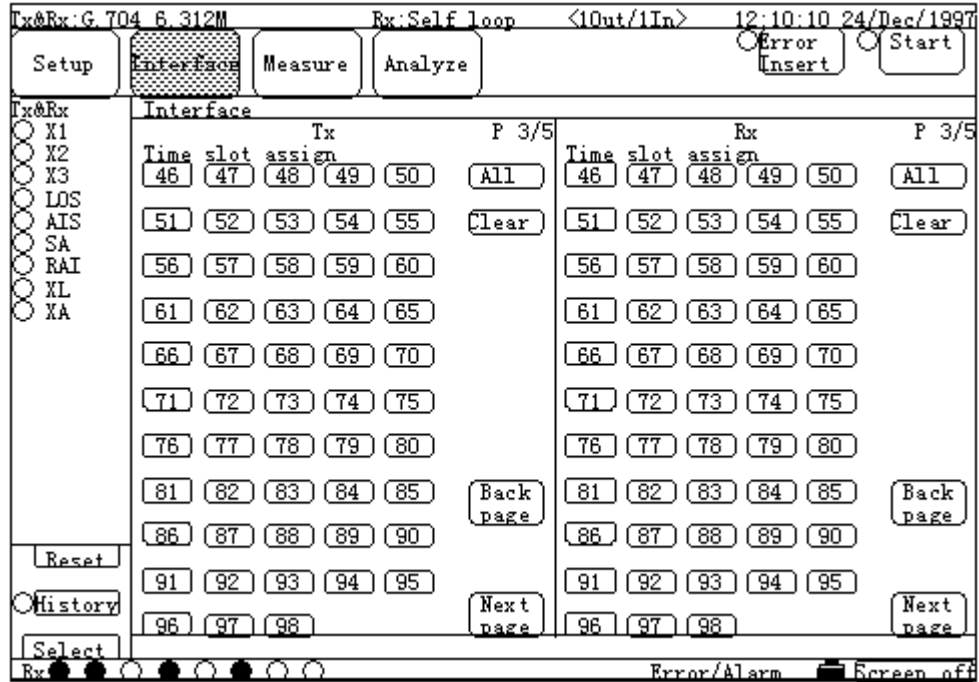 Tx&Rx:G.704 6.312M Rx:Self loop <1Out/1In> 12:10:10 24/Dec/1997
Setup Interface Measure Analyze Error Insert Start
Tx&Rx Interface
X1
X2
X3
LOS
AIS
SA
RAI
XL
XA
Tx P 3/5
Time slot assign
46 47 48 49 50 All
51 52 53 54 55 Clear
56 57 58 59 60
61 62 63 64 65
66 67 68 69 70
71 72 73 74 75
76 77 78 79 80
81 82 83 84 85 Back page
86 87 88 89 90
91 92 93 94 95
96 97 98 Next page
Rx P 3/5
Time slot assign
46 47 48 49 50 All
51 52 53 54 55 Clear
56 57 58 59 60
61 62 63 64 65
66 67 68 69 70
71 72 73 74 75
76 77 78 79 80
81 82 83 84 85 Back page
86 87 88 89 90
91 92 93 94 95
96 97 98 Next page
Reset
History
Select
Rx Error/Alarm Screen off